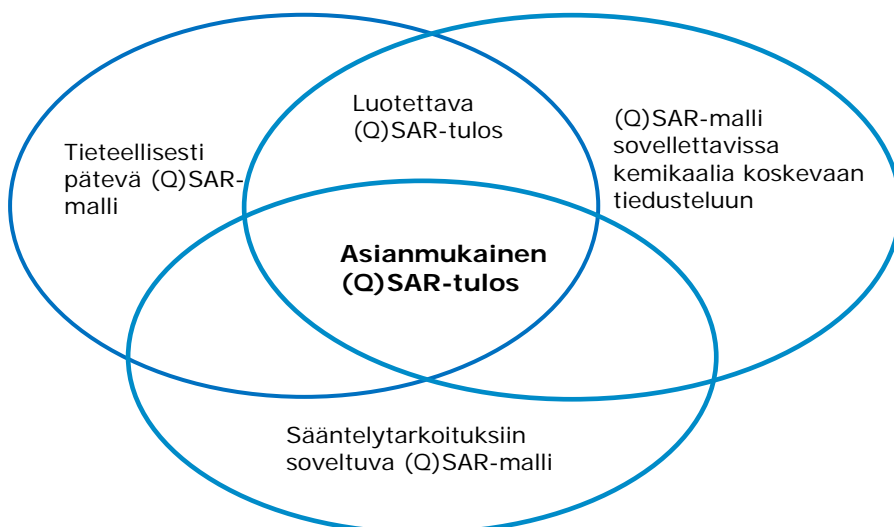 Luotettava
(Q)SAR-tulos
(Q)SAR-malli
sovellettavissa
kemikaalia koskevaan
tiedusteluun
Tieteellisesti
pätevä (Q)SAR-
malli
Asianmukainen
(Q)SAR-tulos
Sääntelytarkoituksiin
soveltuva (Q)SAR-malli